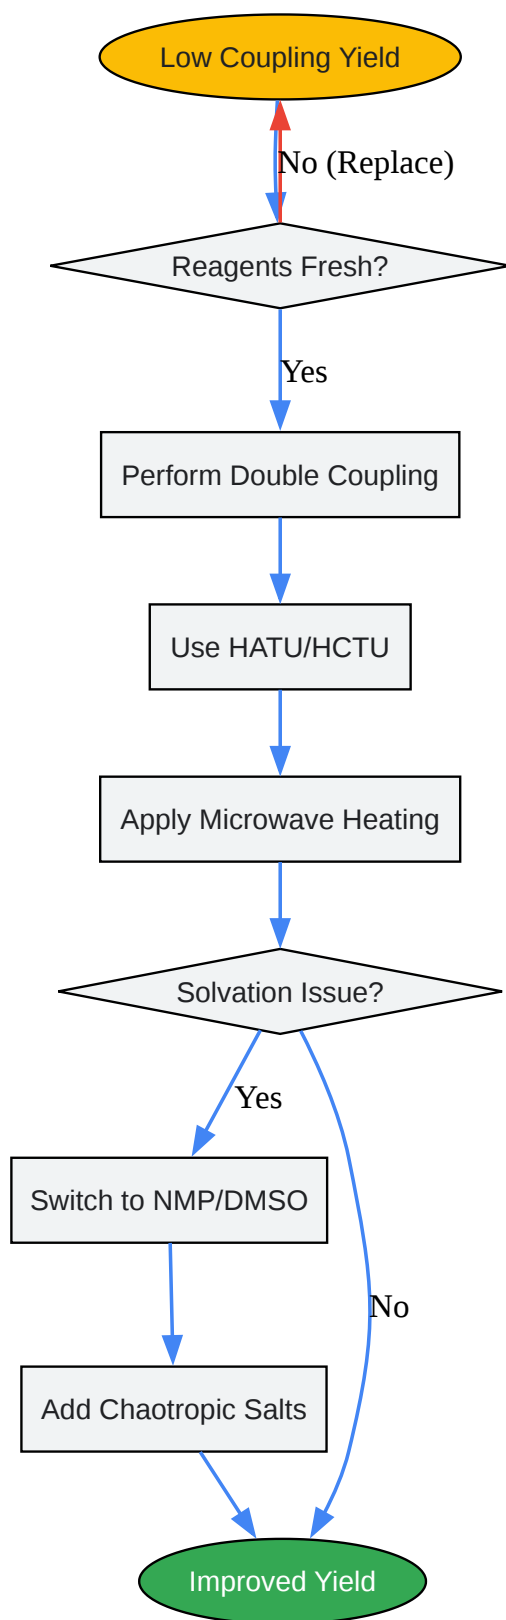 Low Coupling Yield
No (Replace)
Reagents Fresh?
Yes
Perform Double Coupling
Use HATU/HCTU
Apply Microwave Heating
Solvation Issue?
Yes
Switch to NMP/DMSO
No
Add Chaotropic Salts
Improved Yield